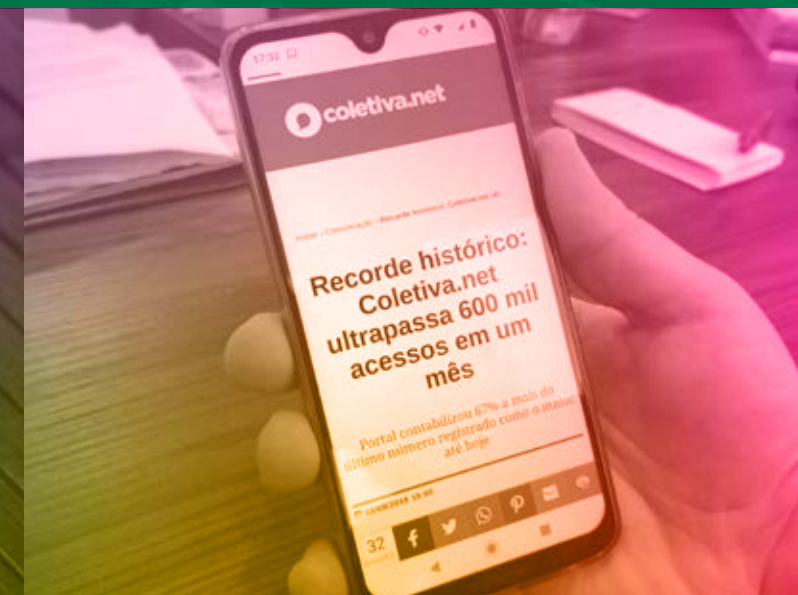 17:32
coletiva.net
Recorde histórico:
Coletiva.net
ultrapassa 600 mil
acessos em um
mês
Portal contabilizou 67% a mais do
último número registrado como o maior
até hoje
32